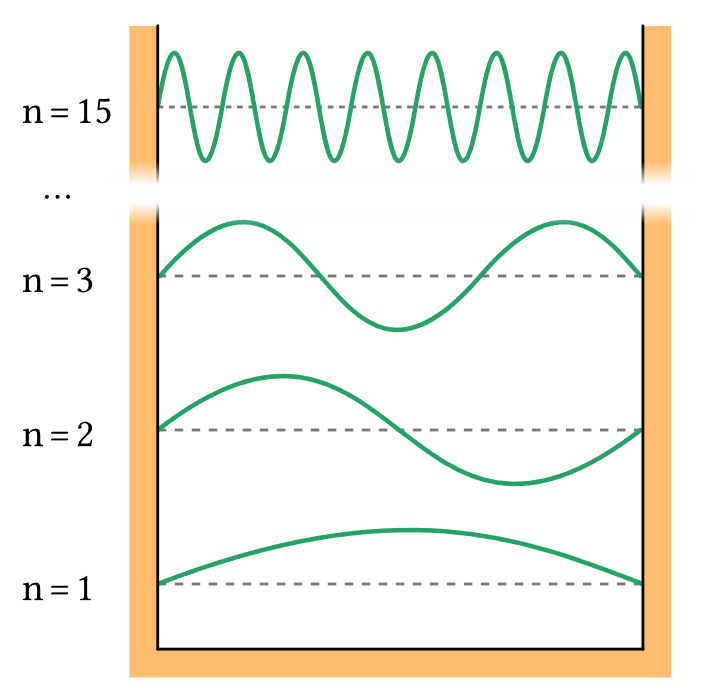 n = 15
...
n = 3
n = 2
n = 1